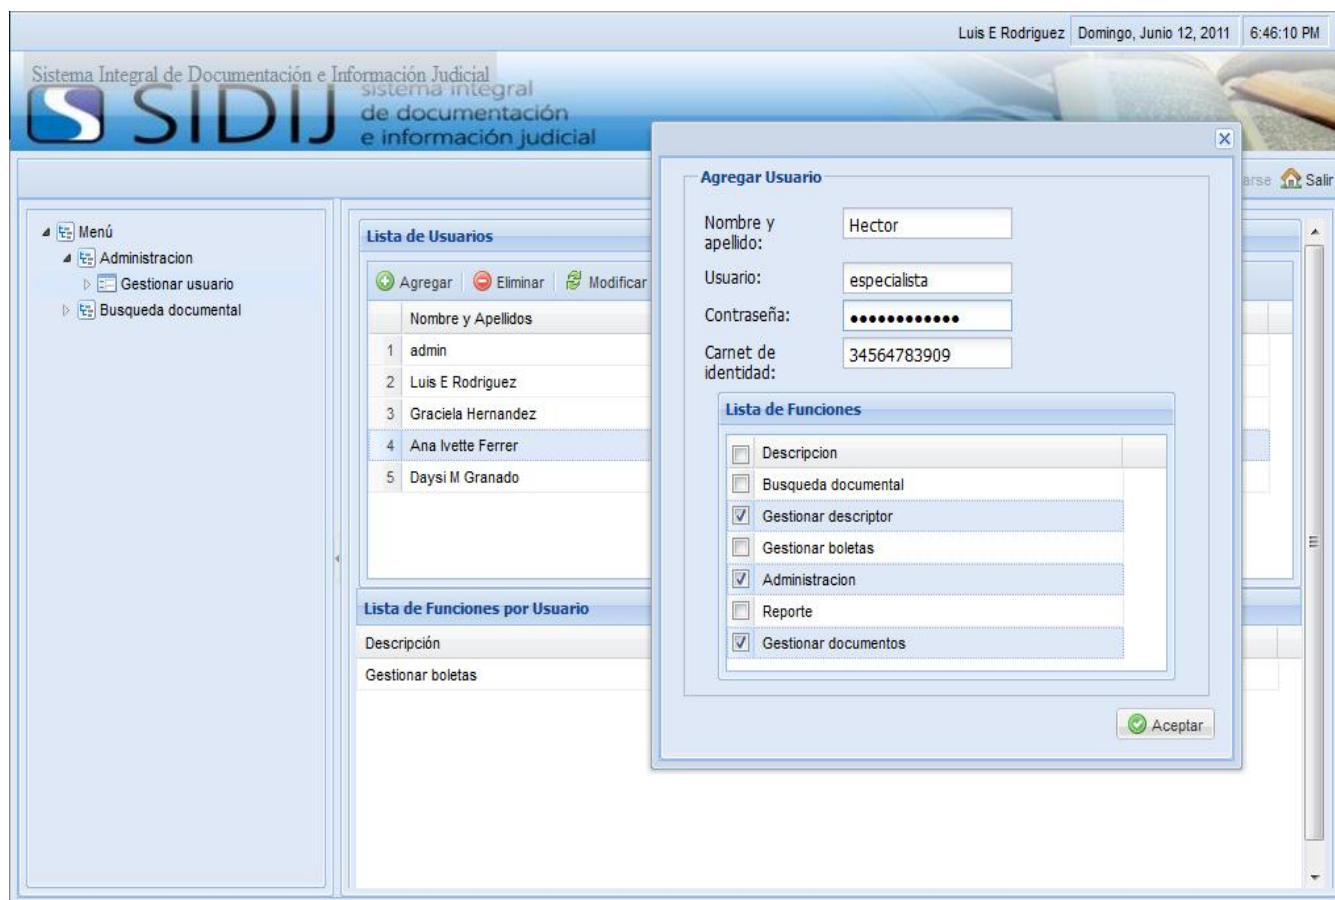 Luis E Rodriguez Domingo, Junio 12, 2011 6:46:10 PM
Sistema Integral de Documentación e Información Judicial
SIDIJ
sistema integral
de documentación
e información judicial
Salir
Menú
Administracion
Gestionar usuario
Busqueda documental
Lista de Usuarios
Agregar Eliminar Modificar
Nombre y Apellidos
1 admin
2 Luis E Rodriguez
3 Graciela Hernandez
4 Ana Ivette Ferrer
5 Daysi M Granado
Lista de Funciones por Usuario
Descripción
Gestionar boletas
Agregar Usuario
Nombre y
apellido:
Hector
Usuario: especialista
Contraseña: ●●●●●●●●●●●●
Carnet de
identidad:
34564783909
Lista de Funciones
Descripcion
Busqueda documental
Gestionar descriptor
Gestionar boletas
Administracion
Reporte
Gestionar documentos
Aceptar